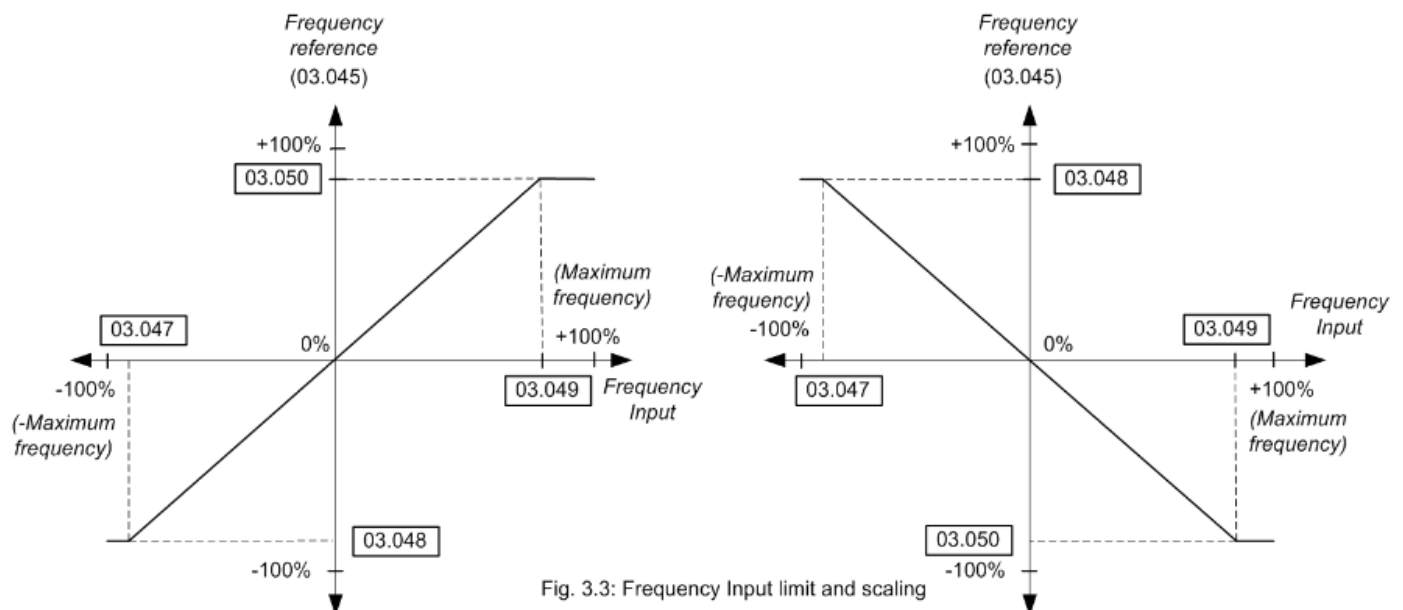 Frequency
reference
(03.045)
+100%
03.050
(Maximum
frequency)
+100%
03.047
0%
-100%
(-Maximum
frequency)
03.049
Frequency
Input
03.048
-100%
Frequency
reference
(03.045)
+100%
03.048
(-Maximum
frequency)
-100%
Frequency
Input
03.049
0%
03.047
+100%
(Maximum
frequency)
03.050
-100%
Fig. 3.3: Frequency Input limit and scaling